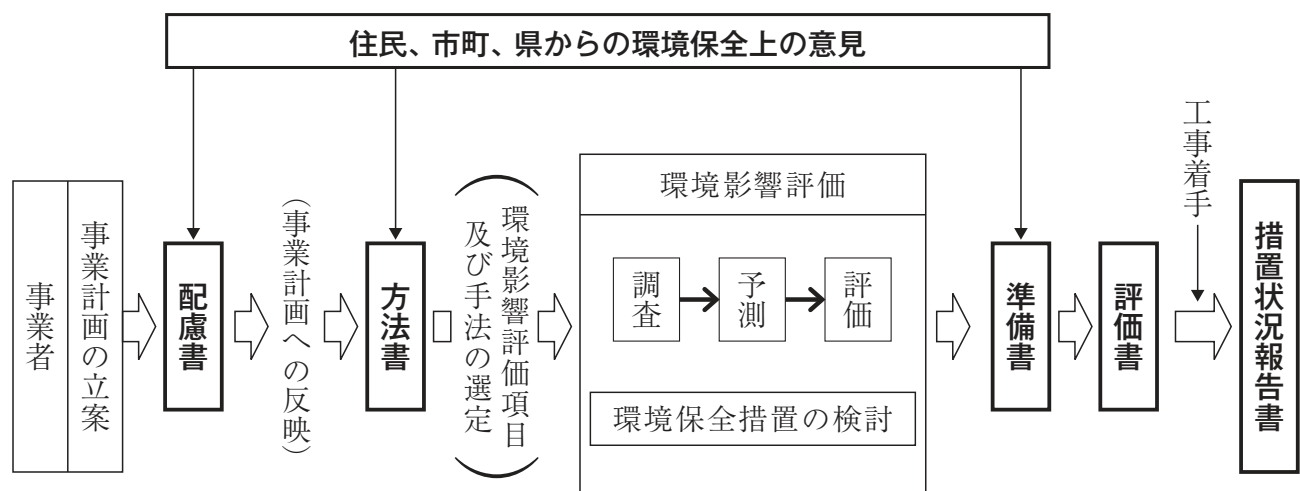 住民、市町、県からの環境保全上の意見
事業者
事業計画の立案
配慮書
(事業計画への反映)
方法書
(環境影響評価項目
及び手法の選定)
環境影響評価
調査
予測
評価
環境保全措置の検討
準備書
評価書
工事着手
措置状況報告書